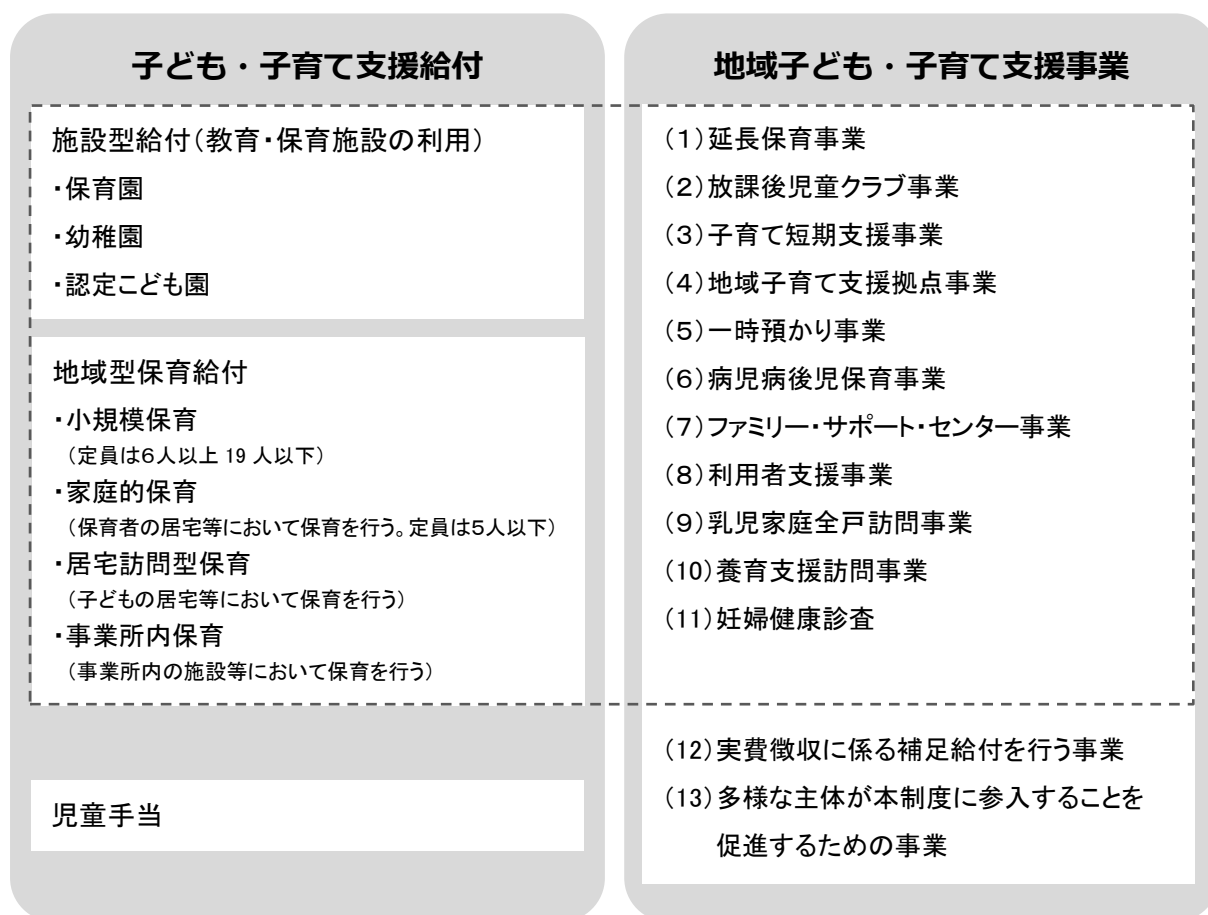 子ども・子育て支援給付
施設型給付（教育・保育施設の利用）
・保育園
・幼稚園
・認定こども園
地域型保育給付
・小規模保育
（定員は６人以上 19 人以下）
・家庭的保育
（保育者の居宅等において保育を行う。定員は５人以下）
・居宅訪問型保育
（子どもの居宅等において保育を行う）
・事業所内保育
（事業所内の施設等において保育を行う）
児童手当
地域子ども・子育て支援事業
（１）延長保育事業
（２）放課後児童クラブ事業
（３）子育て短期支援事業
（４）地域子育て支援拠点事業
（５）一時預かり事業
（６）病児病後児保育事業
（７）ファミリー・サポート・センター事業
（８）利用者支援事業
（９）乳児家庭全戸訪問事業
（10）養育支援訪問事業
（11）妊婦健康診査
（12）実費徴収に係る補足給付を行う事業
（13）多様な主体が本制度に参入することを
促進するための事業